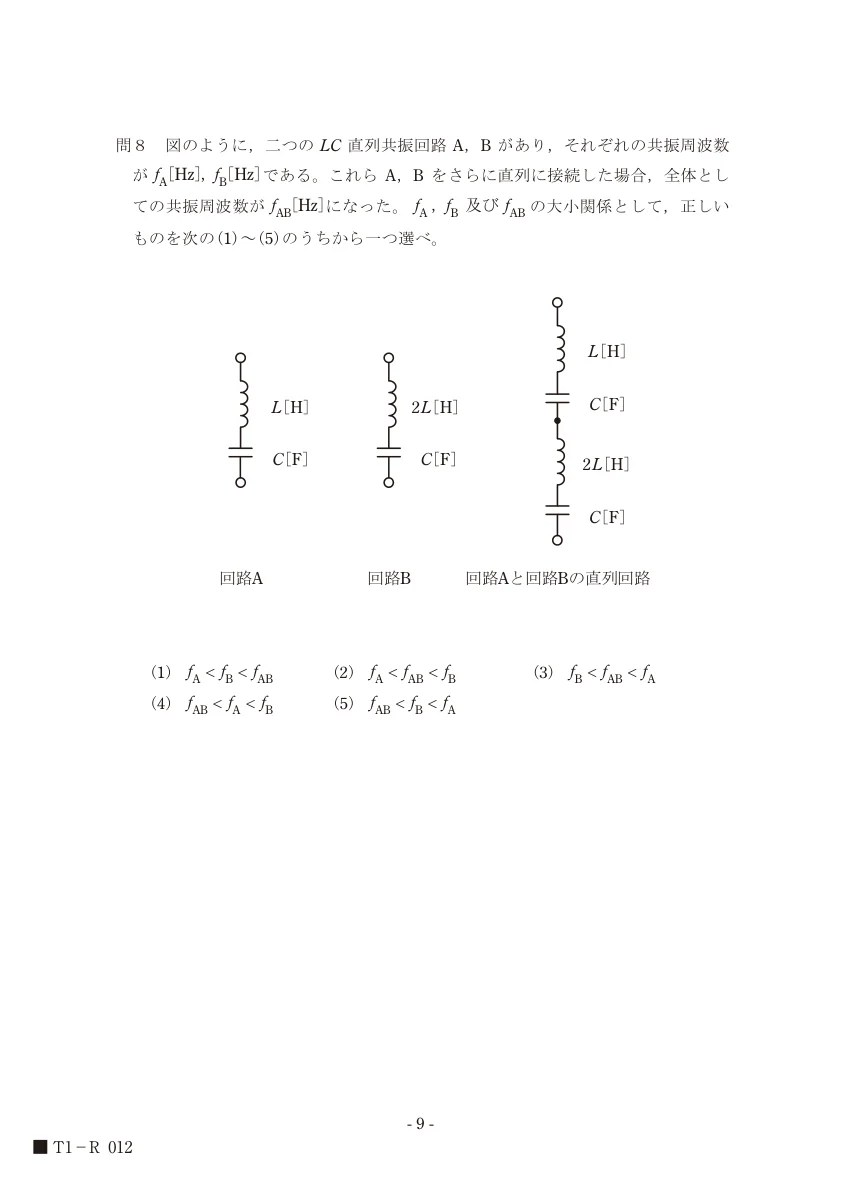 問８　図のように，二つの LC 直列共振回路 A，B があり，それぞれの共振周波数
が fA[Hz]，fB[Hz]である。これら A，B をさらに直列に接続した場合，全体とし
ての共振周波数が fAB[Hz]になった。 fA ，fB 及び fAB の大小関係として，正しい
ものを次の(1)～(5)のうちから一つ選べ。
L[H]
C[F]
2L[H]
C[F]
L[H]
C[F]
2L[H]
C[F]
回路A
回路B
回路Aと回路Bの直列回路
(1) fA < fB < fAB
(2) fA < fAB < fB
(3) fB < fAB < fA
(4) fAB < fA < fB
(5) fAB < fB < fA
- 9 -
■ T1－R 012